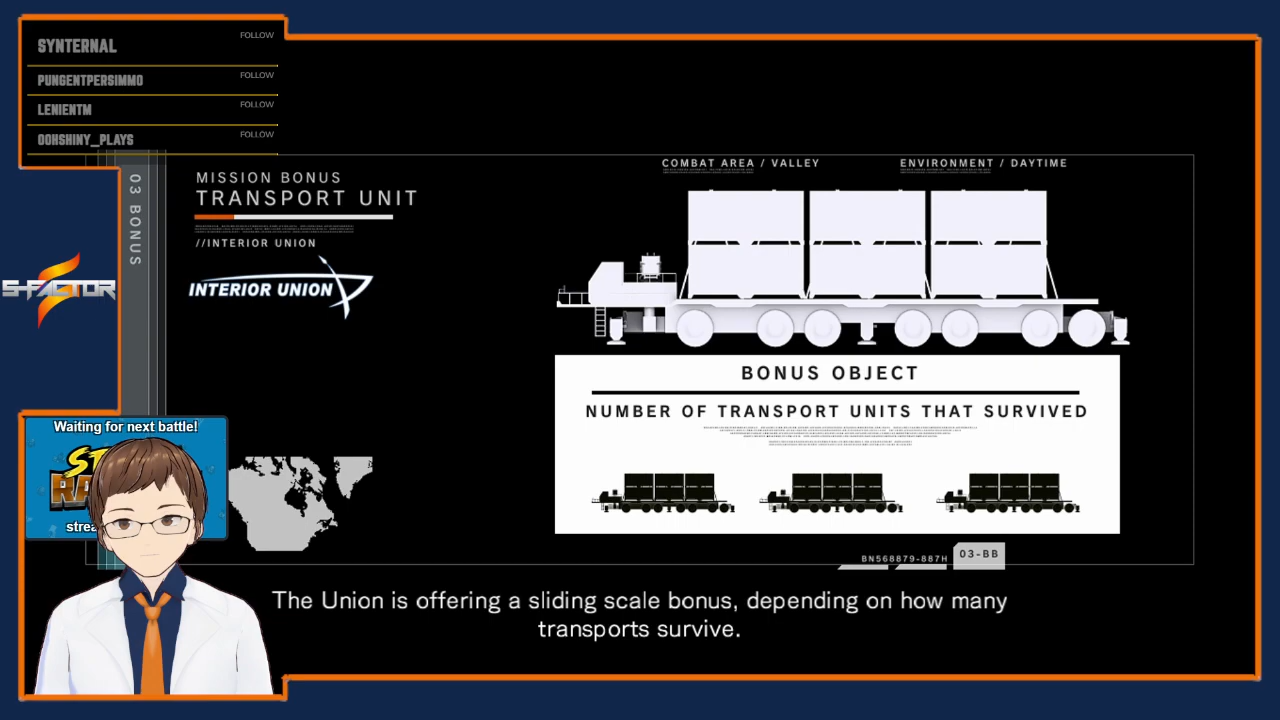 SYNTERNAL FOLLOW
PUNGENTPERSIMMO FOLLOW
LENIENTM FOLLOW
OOHSHINY_PLAYS FOLLOW
03 BONUS
MISSION BONUS
TRANSPORT UNIT
//INTERIOR UNION
INTERIOR UNION
COMBAT AREA / VALLEY
ENVIRONMENT / DAYTIME
S-FACTOR
BONUS OBJECT
NUMBER OF TRANSPORT UNITS THAT SURVIVED
BN568879-887H
03-BB
Waiting for next battle!
The Union is offering a sliding scale bonus, depending on how many
transports survive.